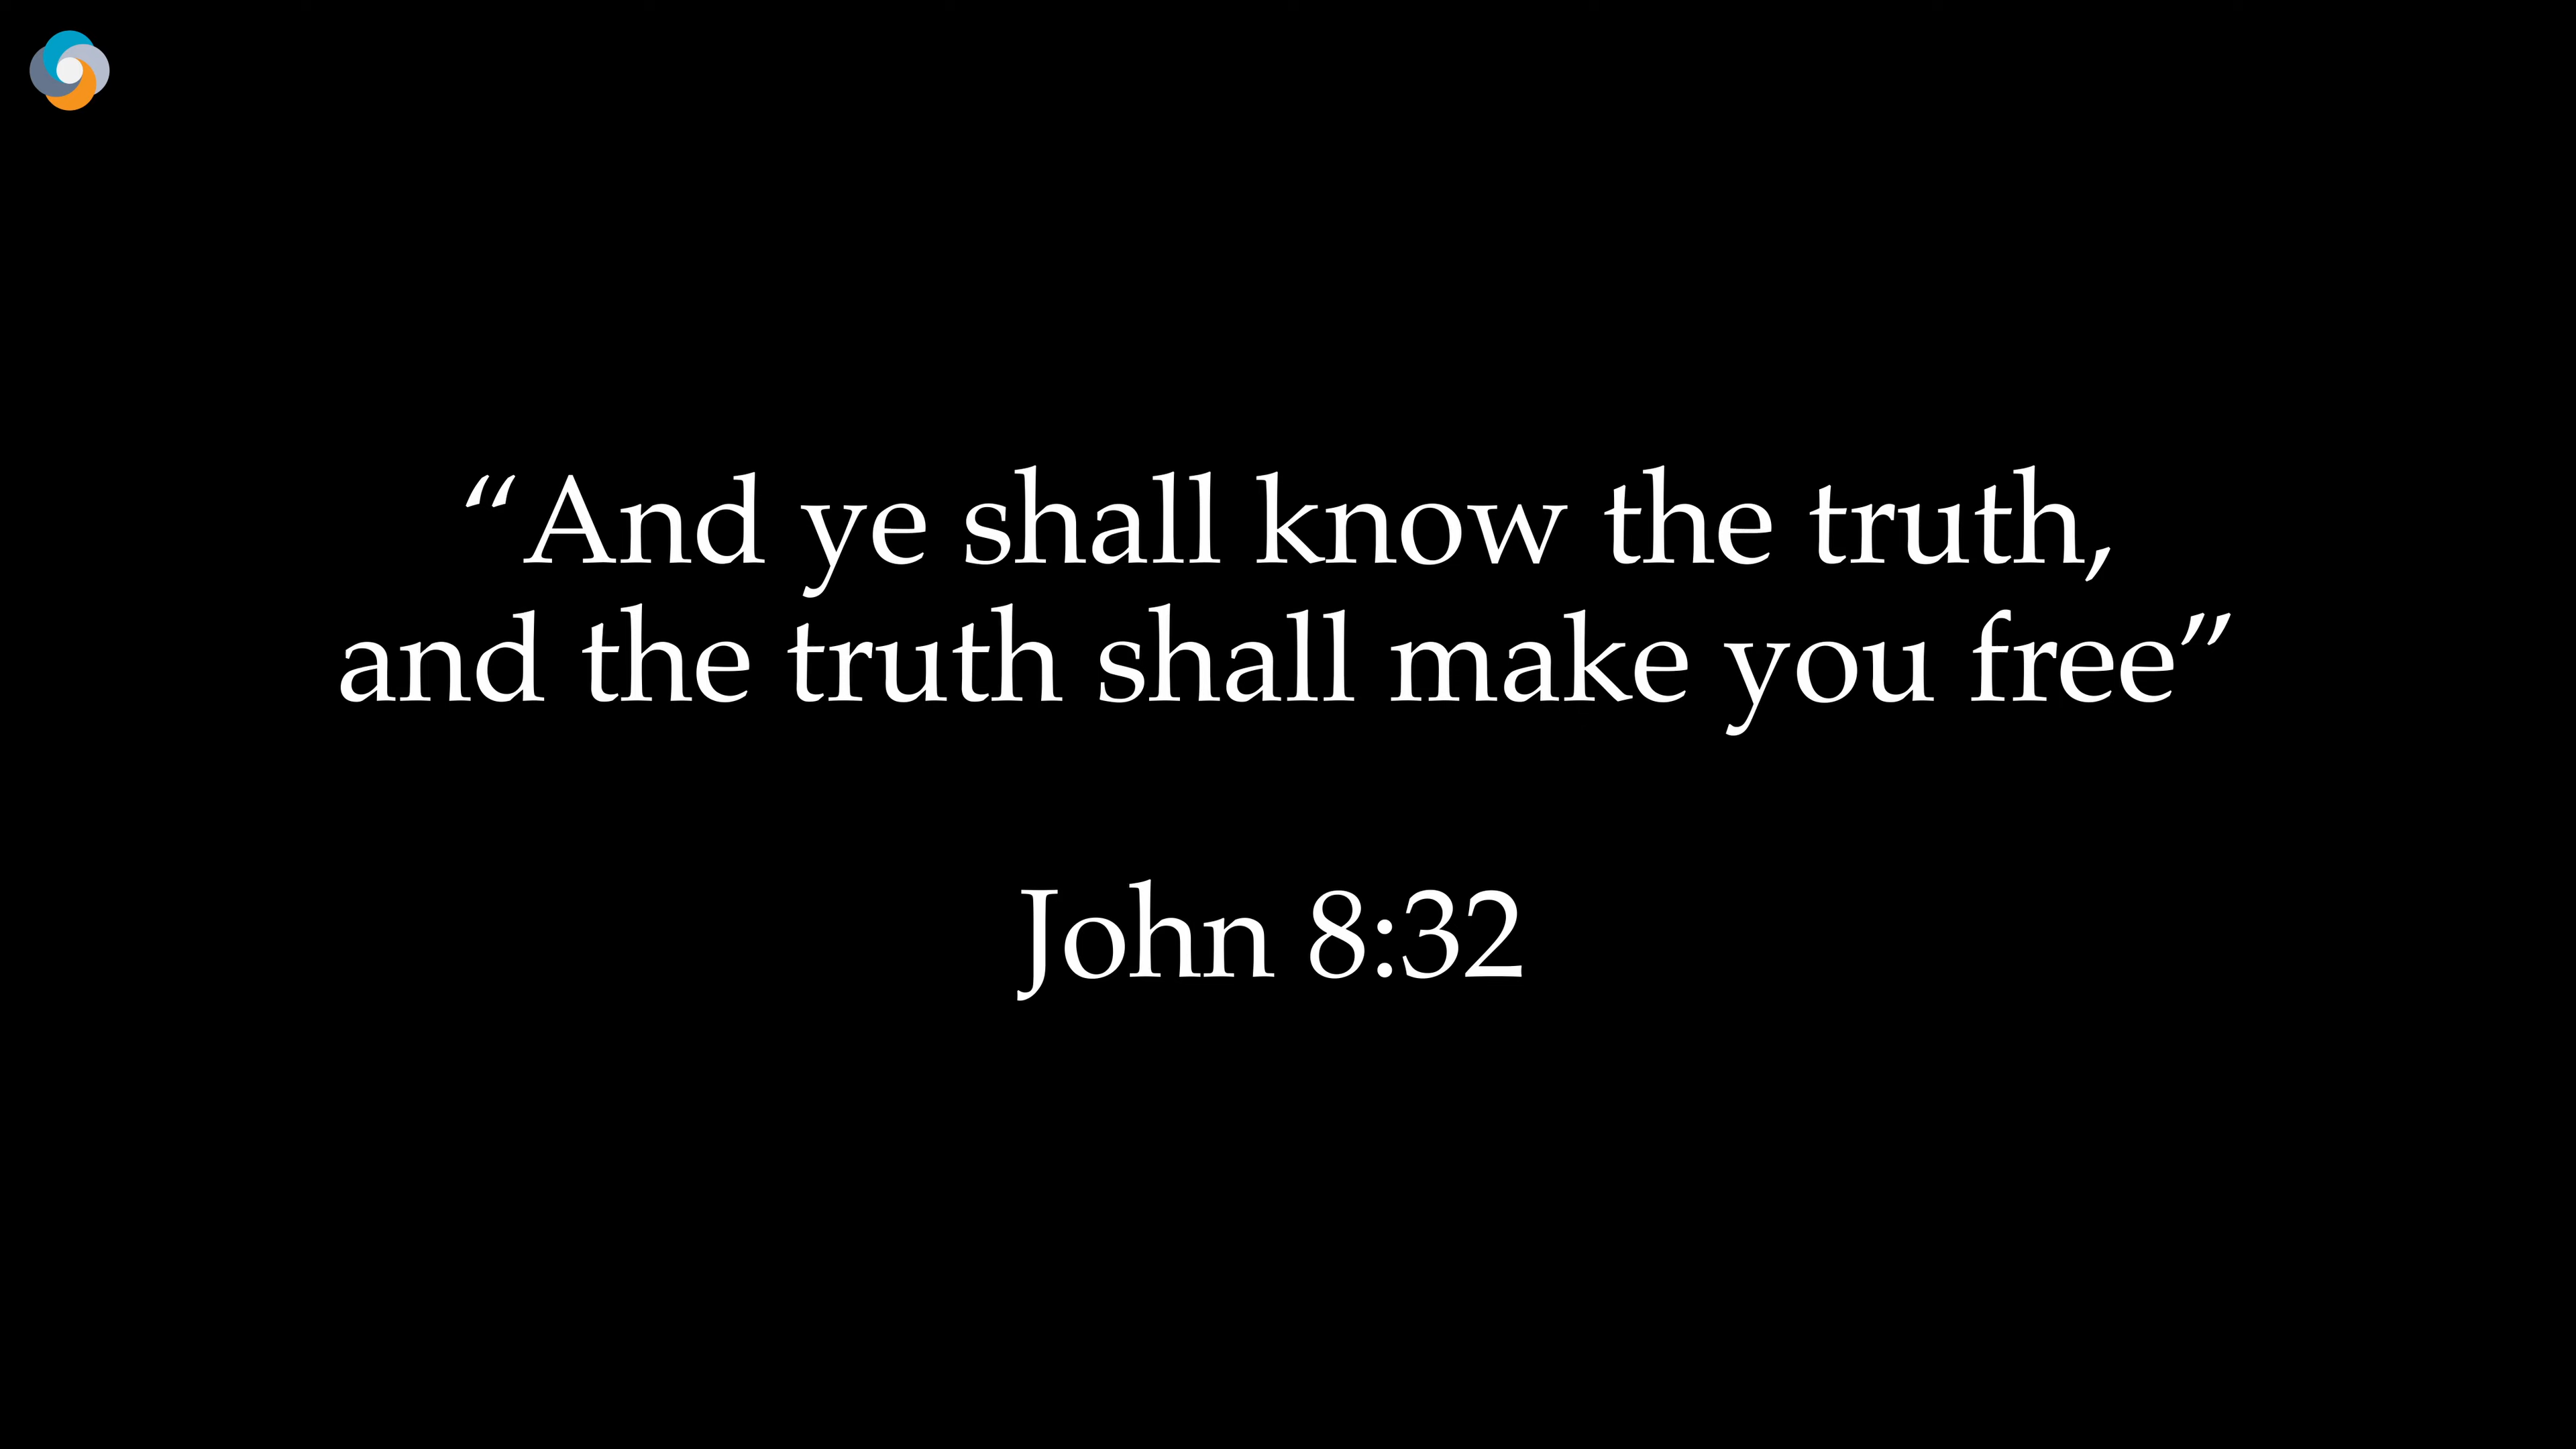 “And ye shall know the truth,
and the truth shall make you free”
John 8:32